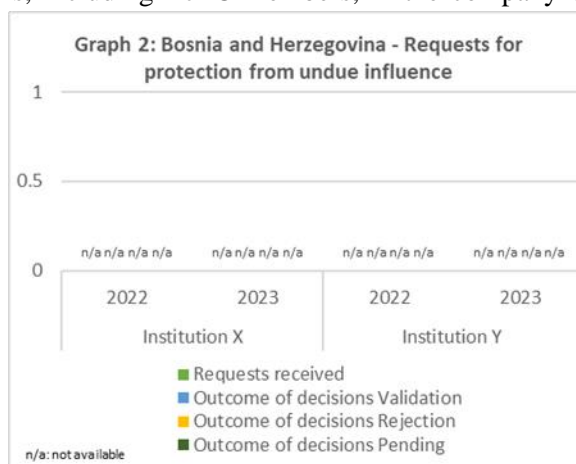 s, including
Graph 2: Bosnia and Herzegovina - Requests for
protection from undue influence
1
0.5
0
n/a n/a n/a n/a n/a n/a n/a n/a n/a n/a n/a n/a n/a n/a n/a n/a
2022 2023 2022 2023
Institution X Institution Y
Requests received
Outcome of decisions Validation
Outcome of decisions Rejection
Outcome of decisions Pending
n/a: not available